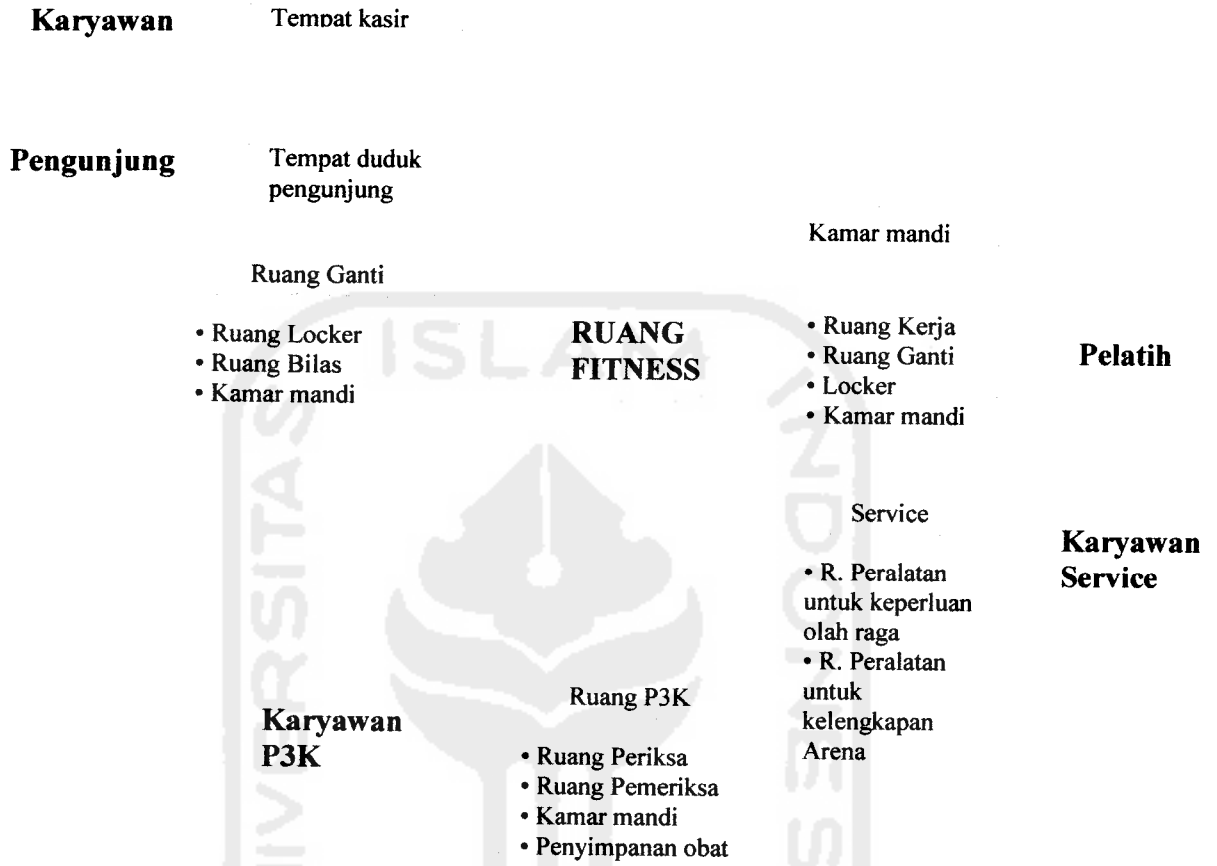 Karyawan
Tempat kasir
Pengunjung
Tempat duduk
pengunjung
Kamar mandi
Ruang Ganti
• Ruang Locker
• Ruang Bilas
• Kamar mandi
RUANG
FITNESS
• Ruang Kerja
• Ruang Ganti
• Locker
• Kamar mandi
Pelatih
Service
• R. Peralatan
untuk keperluan
olah raga
• R. Peralatan
untuk
kelengkapan
Arena
Karyawan
Service
Karyawan
P3K
Ruang P3K
• Ruang Periksa
• Ruang Pemeriksa
• Kamar mandi
• Penyimpanan obat